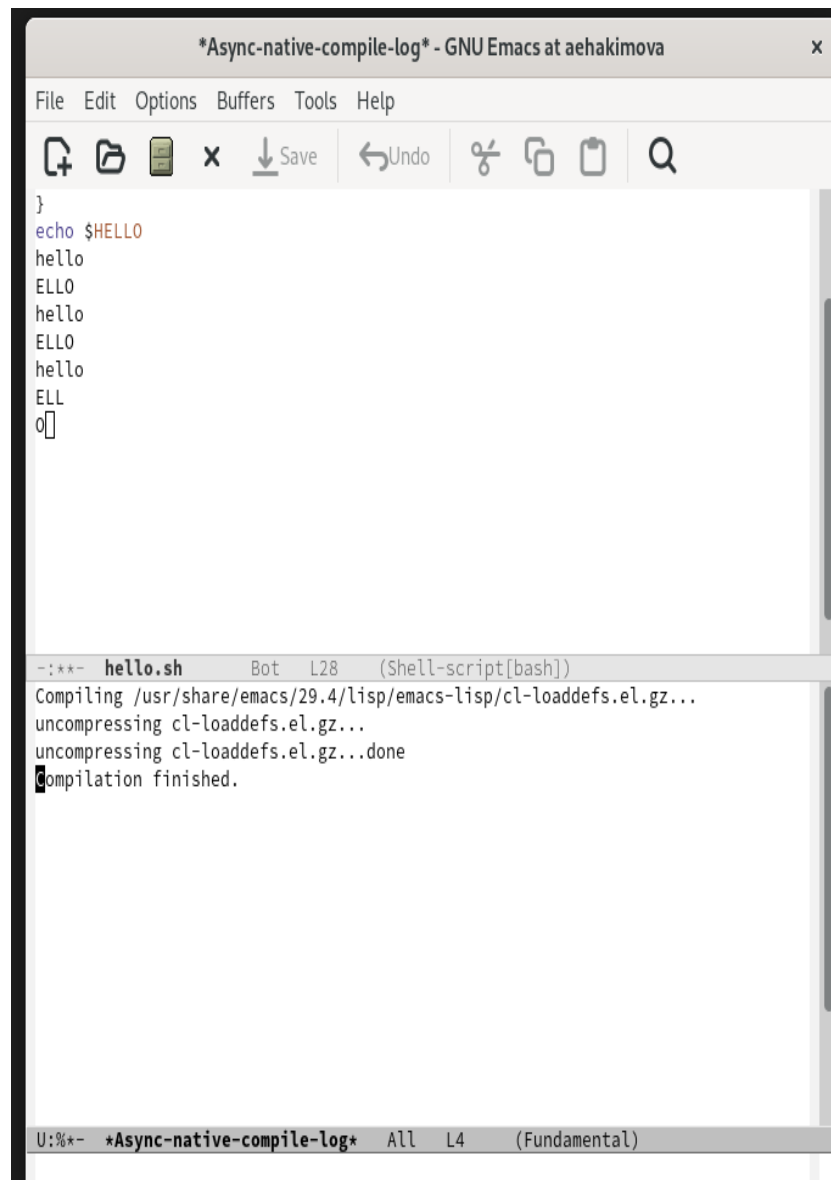 *Async-native-compile-log* - GNU Emacs at aehakimova
File Edit Options Buffers Tools Help
Save Undo
}
echo $HELLO
hello
ELLO
hello
ELLO
hello
ELL
O
-:**- hello.sh Bot L28 (Shell-script[bash])
Compiling /usr/share/emacs/29.4/lisp/emacs-lisp/cl-loaddefs.el.gz...
uncompressing cl-loaddefs.el.gz...
uncompressing cl-loaddefs.el.gz...done
Compilation finished.
U:%*- *Async-native-compile-log* All L4 (Fundamental)